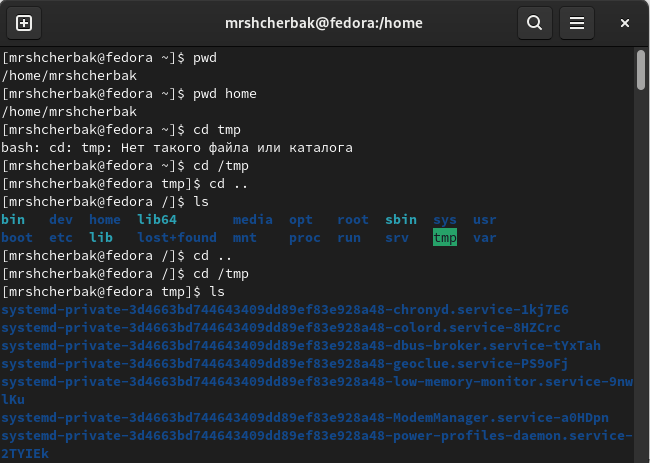 mrshcherbak@fedora:/home
[mrshcherbak@fedora ~]$ pwd
/home/mrshcherbak
[mrshcherbak@fedora ~]$ pwd home
/home/mrshcherbak
[mrshcherbak@fedora ~]$ cd tmp
bash: cd: tmp: Нет такого файла или каталога
[mrshcherbak@fedora ~]$ cd /tmp
[mrshcherbak@fedora tmp]$ cd ..
[mrshcherbak@fedora /]$ ls
bin dev home lib64 media opt root sbin sys usr
boot etc lib lost+found mnt proc run srv tmp var
[mrshcherbak@fedora /]$ cd ..
[mrshcherbak@fedora /]$ cd /tmp
[mrshcherbak@fedora tmp]$ ls
systemd-private-3d4663bd744643409dd89ef83e928a48-chronyd.service-1kj7E6
systemd-private-3d4663bd744643409dd89ef83e928a48-colord.service-8HZCrc
systemd-private-3d4663bd744643409dd89ef83e928a48-dbus-broker.service-tYxTah
systemd-private-3d4663bd744643409dd89ef83e928a48-geoclue.service-PS9oFj
systemd-private-3d4663bd744643409dd89ef83e928a48-low-memory-monitor.service-9nw
lKu
systemd-private-3d4663bd744643409dd89ef83e928a48-ModemManager.service-a0HDpn
systemd-private-3d4663bd744643409dd89ef83e928a48-power-profiles-daemon.service-
2TYIEk